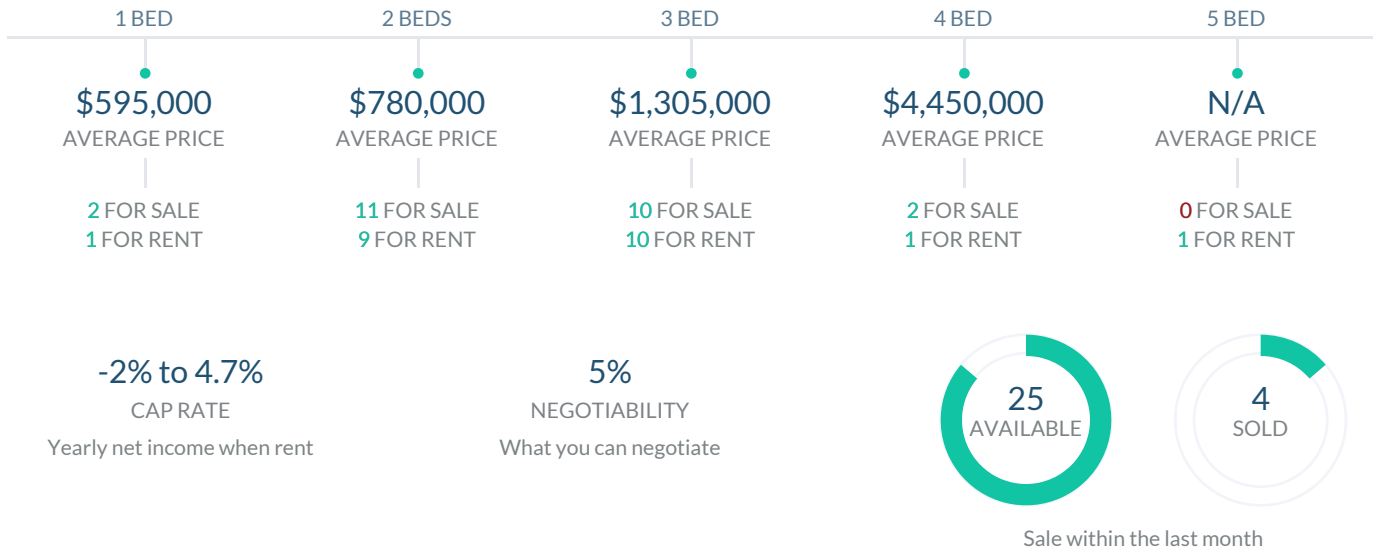 1 BED
$595,000
AVERAGE PRICE
2 FOR SALE
1 FOR RENT
2 BEDS
$780,000
AVERAGE PRICE
11 FOR SALE
9 FOR RENT
3 BED
$1,305,000
AVERAGE PRICE
10 FOR SALE
10 FOR RENT
4 BED
$4,450,000
AVERAGE PRICE
2 FOR SALE
1 FOR RENT
5 BED
N/A
AVERAGE PRICE
0 FOR SALE
1 FOR RENT
-2% to 4.7%
CAP RATE
Yearly net income when rent
5%
NEGOTIABILITY
What you can negotiate
25
AVAILABLE
4
SOLD
Sale within the last month